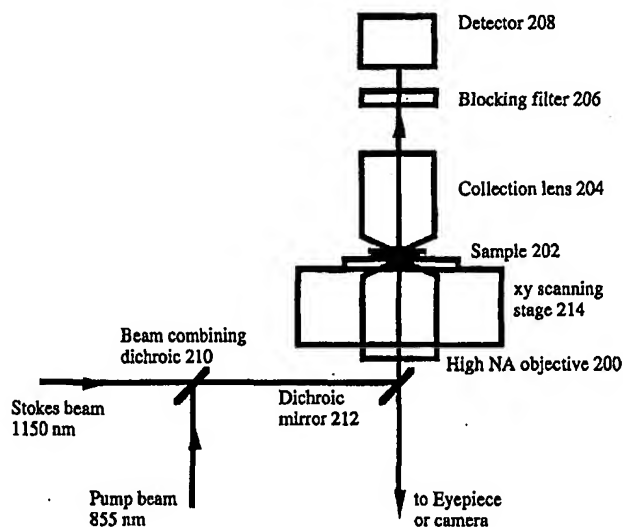 Detector 208
Blocking filter 206
Collection lens 204
Sample 202
xy scanning
stage 214
Beam combining
dichroic 210
High NA objective 200
Stokes beam
1150 nm
Dichroic
mirror 212
Pump beam
855 nm
to Eyepiece
or camera